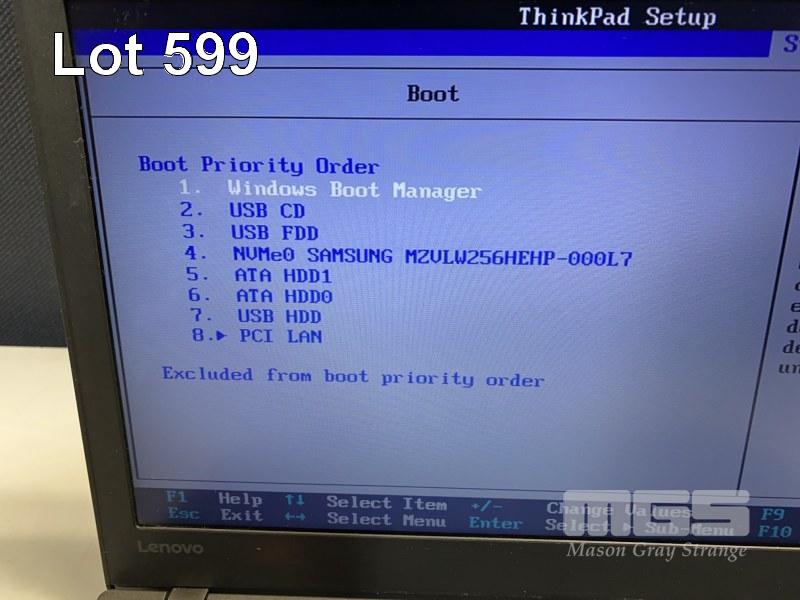 ThinkPad Setup
Lot 599
Boot
Boot Priority Order
1. Windows Boot Manager
2. USB CD
3. USB FDD
4. NVMe0 SAMSUNG MZVLW256HEHP-000L7
5. ATA HDD1
6. ATA HDD0
7. USB HDD
8.▸ PCI LAN
Excluded from boot priority order
F1 Help ↑↓ Select Item +/- Change Values F9
Esc Exit ←→ Select Menu Enter Select ▸ Sub-menu F10
mgs
Mason Gray Strange
Lenovo